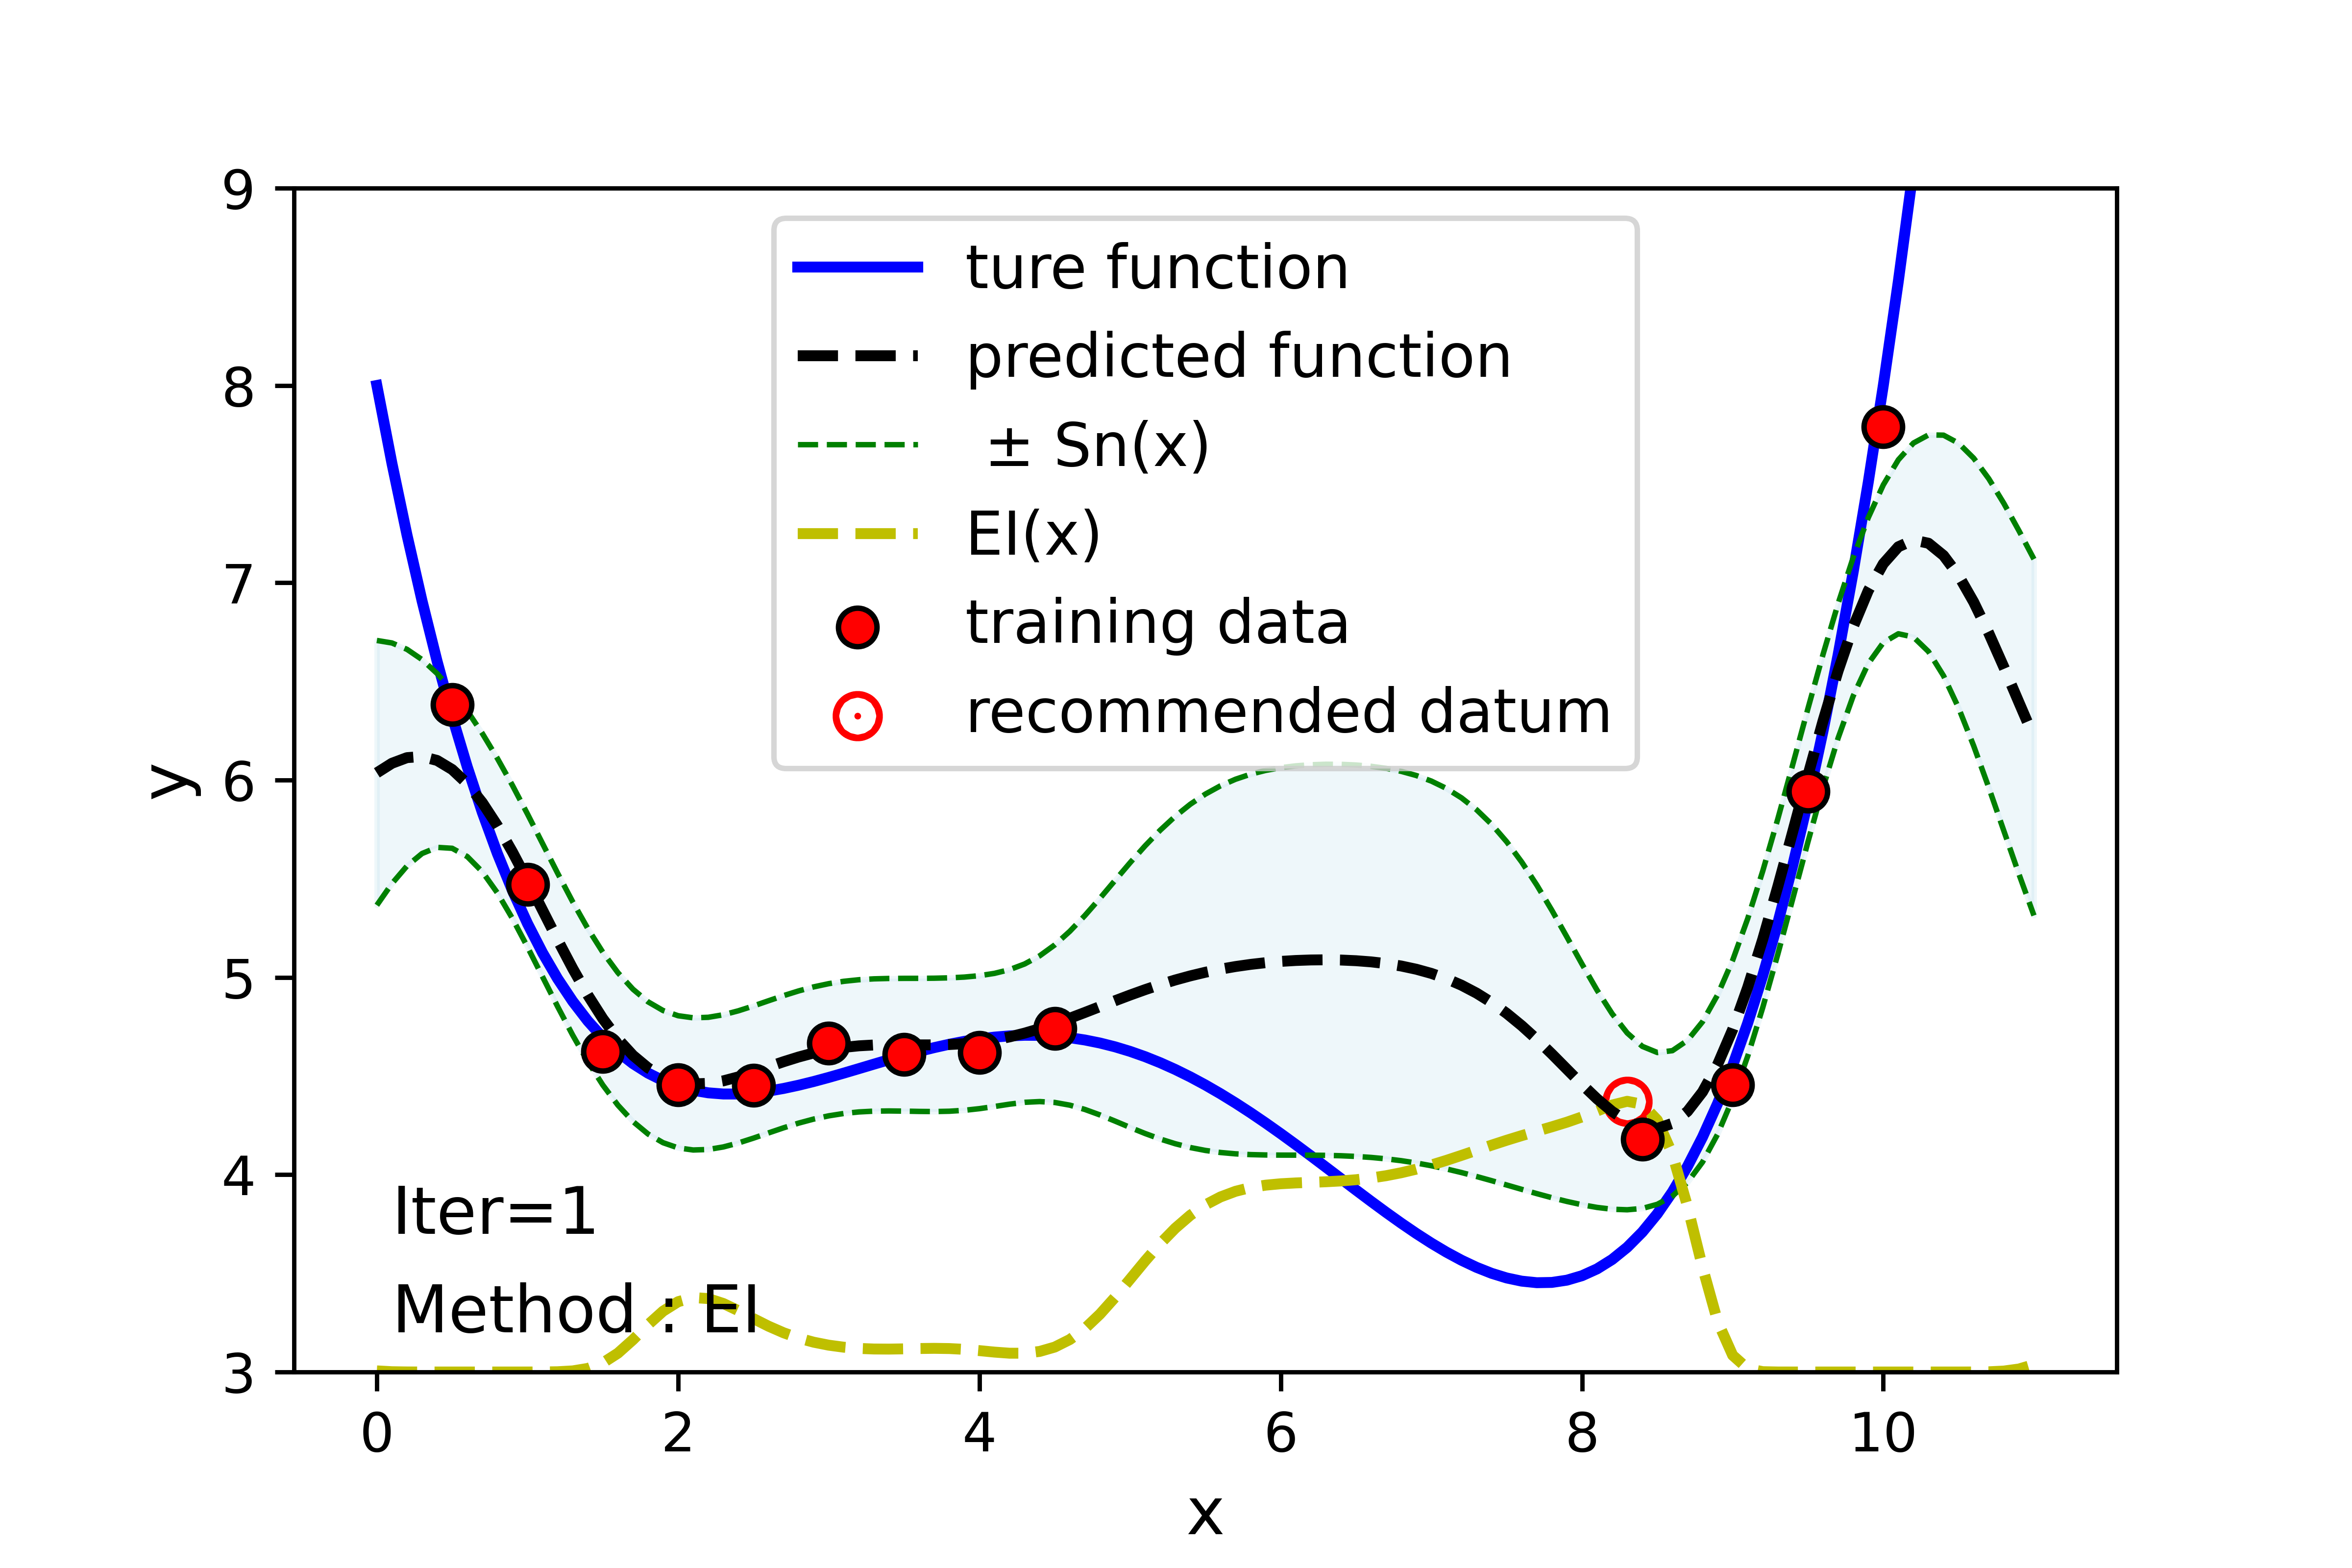 9
8
7
6
5
4
3
y
ture function
predicted function
± Sn(x)
EI(x)
training data
recommended datum
Iter=1
Method : EI
0 2 4 6 8 10
x